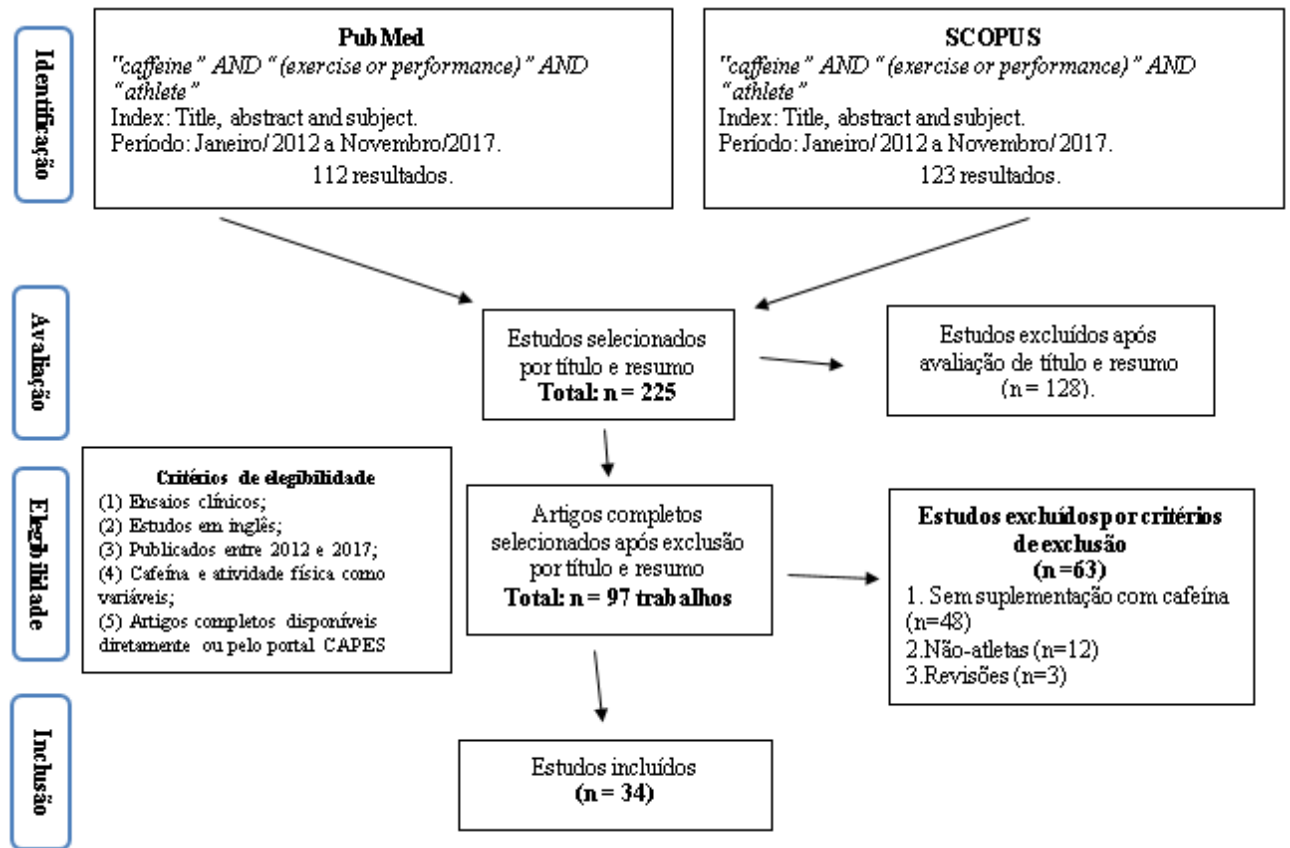 Identificação
PubMed
"caffeine" AND "(exercise or performance)" AND
"athlete"
Index: Title, abstract and subject.
Período: Janeiro/2012 a Novembro/2017.
112 resultados.
SCOPUS
"caffeine" AND "(exercise or performance)" AND
"athlete"
Index: Title, abstract and subject.
Período: Janeiro/2012 a Novembro/2017.
123 resultados.
Avaliação
Estudos selecionados
por título e resumo
Total: n = 225
Estudos excluídos após
avaliação de título e resumo
(n = 128).
Elegibilidade
Critérios de elegibilidade
(1) Ensaios clínicos;
(2) Estudos em inglês;
(3) Publicados entre 2012 e 2017;
(4) Cafeína e atividade física como
variáveis;
(5) Artigos completos disponíveis
diretamente ou pelo portal CAPES
Artigos completos
selecionados após exclusão
por título e resumo
Total: n = 97 trabalhos
Estudos excluídos por critérios
de exclusão
(n =63)
1. Sem suplementação com cafeína
(n=48)
2.Não-atletas (n=12)
3.Revisões (n=3)
Inclusão
Estudos incluídos
(n = 34)